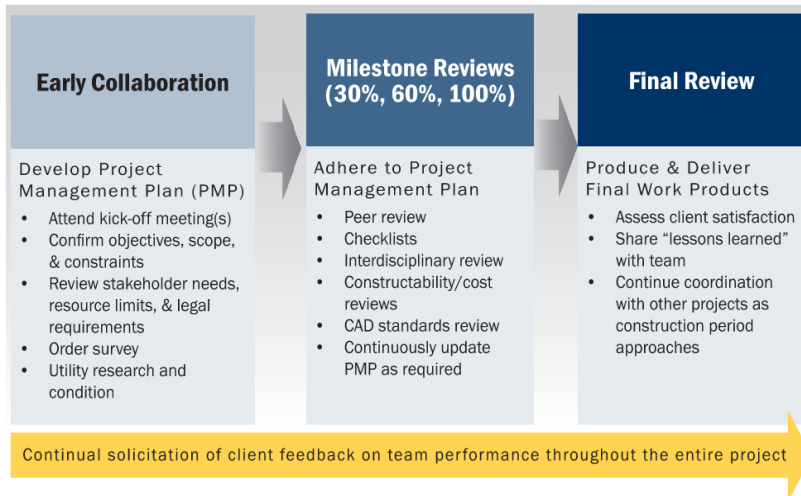 Early Collaboration
Develop Project
Management Plan (PMP)
• Attend kick-off meeting(s)
• Confirm objectives, scope,
& constraints
• Review stakeholder needs,
resource limits, & legal
requirements
• Order survey
• Utility research and
condition
Milestone Reviews
(30%, 60%, 100%)
Adhere to Project
Management Plan
• Peer review
• Checklists
• Interdisciplinary review
• Constructability/cost
reviews
• CAD standards review
• Continuously update
PMP as required
Final Review
Produce & Deliver
Final Work Products
• Assess client satisfaction
• Share “lessons learned”
with team
• Continue coordination
with other projects as
construction period
approaches
Continual solicitation of client feedback on team performance throughout the entire project